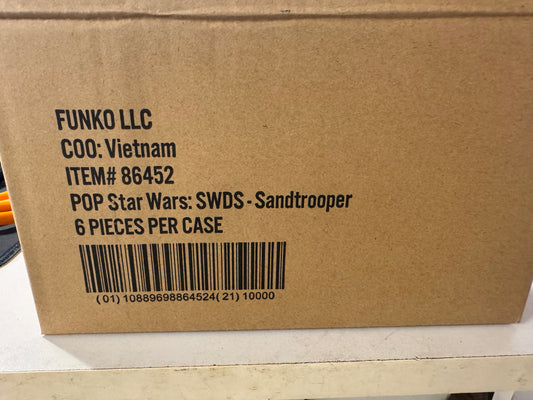 FUNKO LLC
COO: Vietnam
ITEM# 86452
POP Star Wars: SWDS - Sandtrooper
6 PIECES PER CASE
(01) 10889698864524(21) 10000